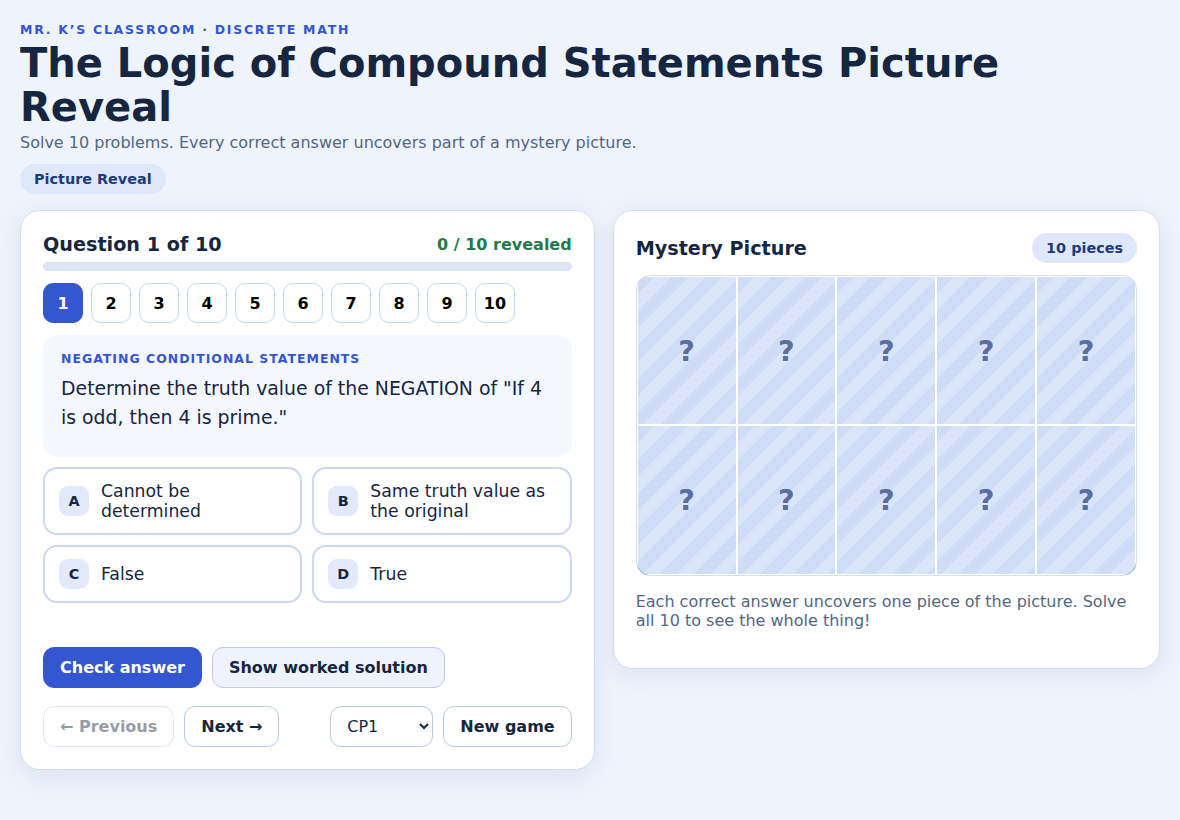 MR. K’S CLASSROOM · DISCRETE MATH
The Logic of Compound Statements Picture
Reveal
Solve 10 problems. Every correct answer uncovers part of a mystery picture.
Picture Reveal
Question 1 of 10
0 / 10 revealed
1 2 3 4 5 6 7 8 9 10
NEGATING CONDITIONAL STATEMENTS
Determine the truth value of the NEGATION of "If 4
is odd, then 4 is prime."
A Cannot be
determined
B Same truth value as
the original
C False
D True
Check answer
Show worked solution
← Previous
Next →
CP1
New game
Mystery Picture
10 pieces
? ? ? ? ?
? ? ? ? ?
Each correct answer uncovers one piece of the picture. Solve
all 10 to see the whole thing!